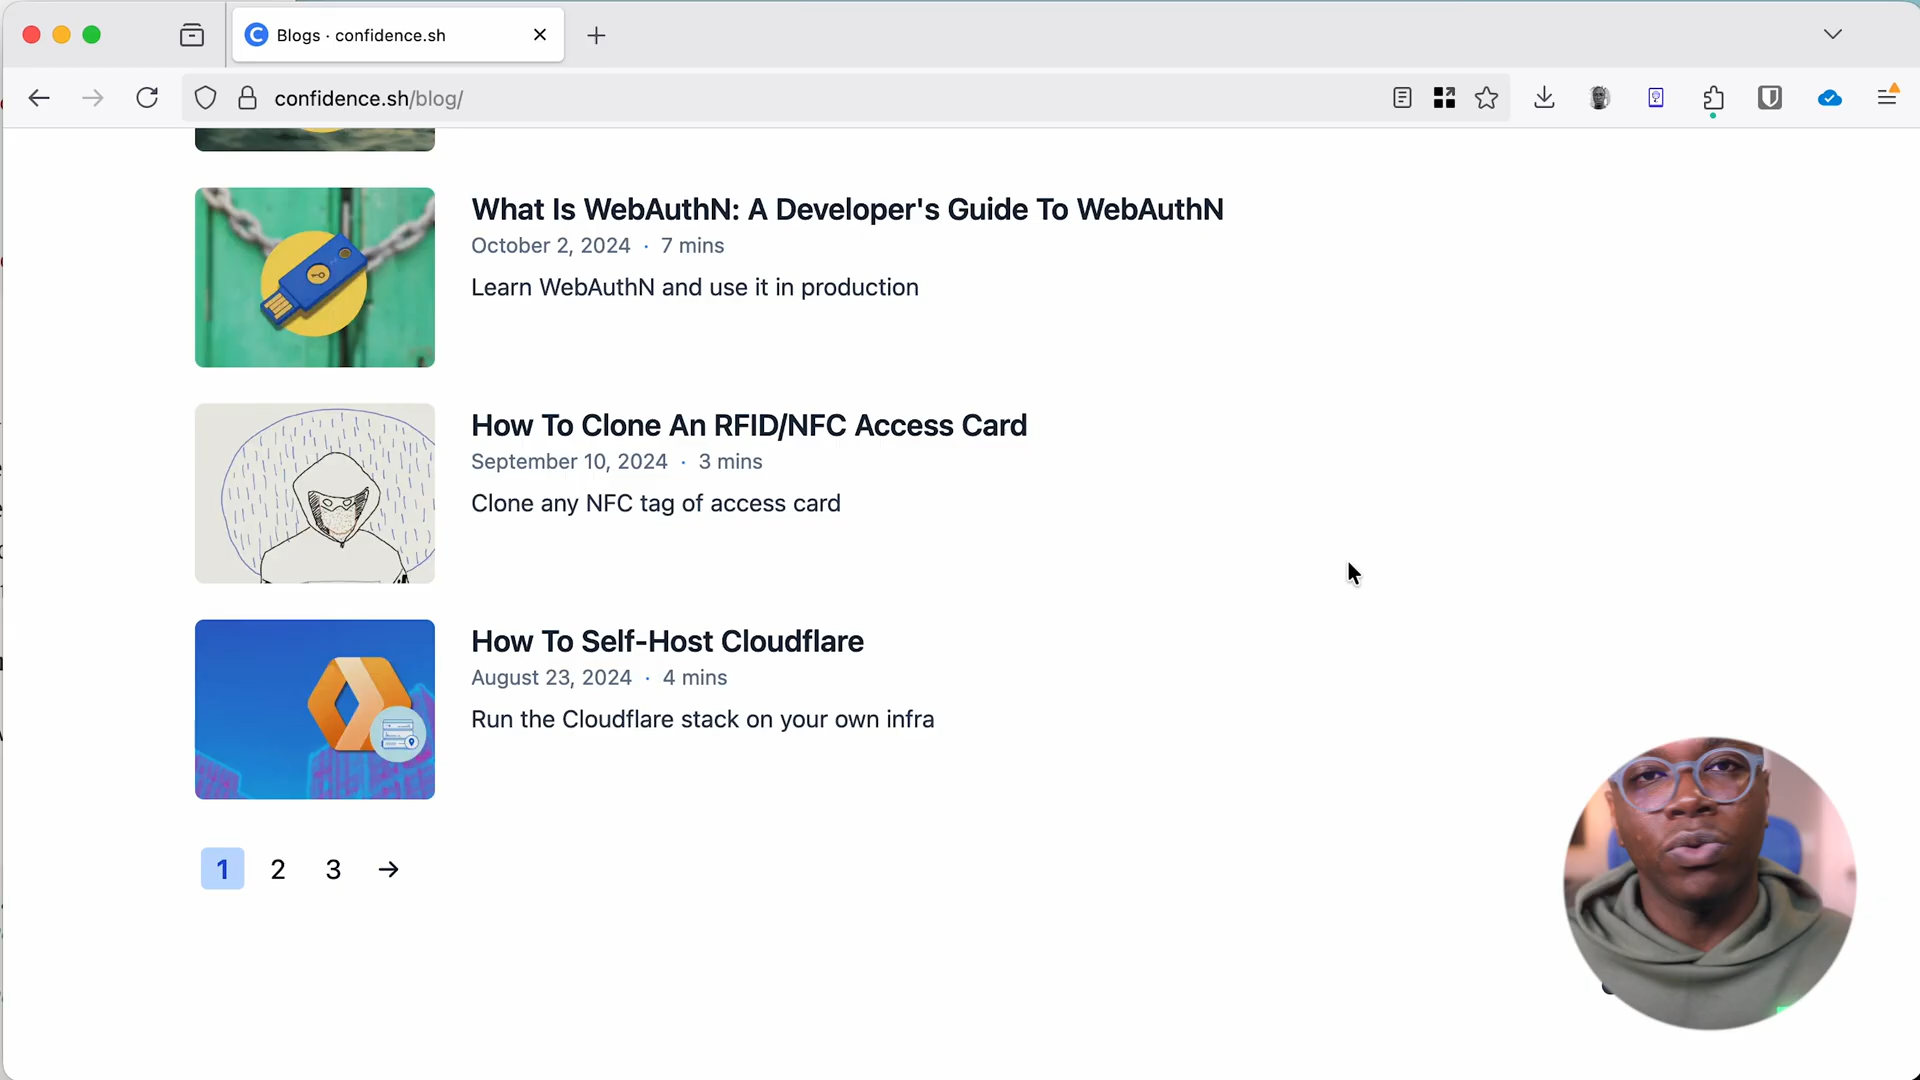 Blogs · confidence.sh
confidence.sh/blog/
What Is WebAuthN: A Developer's Guide To WebAuthN
October 2, 2024 · 7 mins
Learn WebAuthN and use it in production
How To Clone An RFID/NFC Access Card
September 10, 2024 · 3 mins
Clone any NFC tag of access card
How To Self-Host Cloudflare
August 23, 2024 · 4 mins
Run the Cloudflare stack on your own infra
1 2 3 →